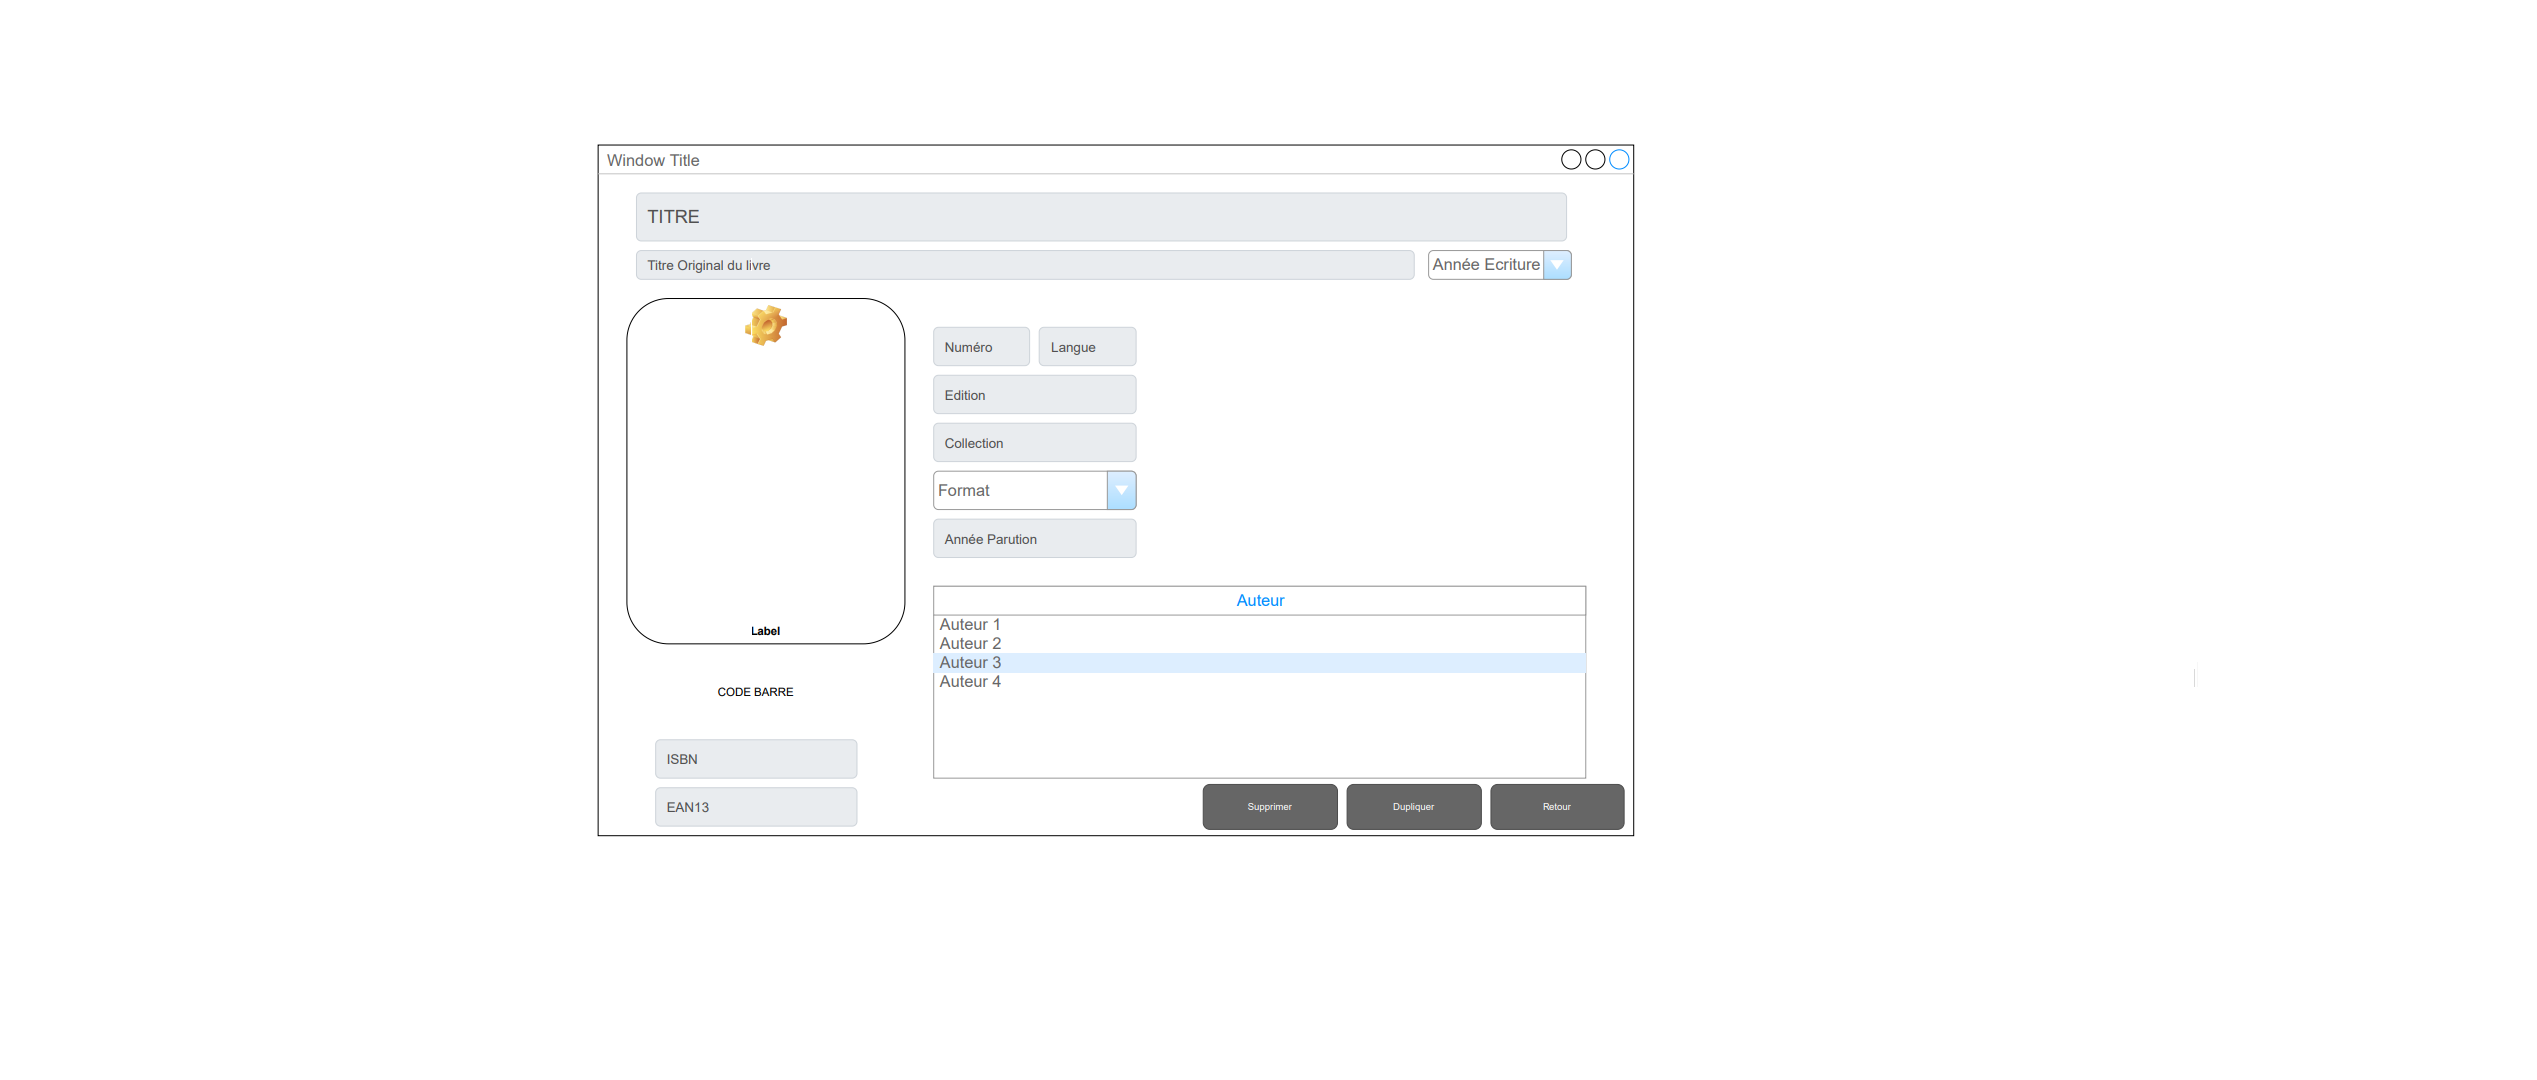 Window Title
TITRE
Titre Original du livre
Année Ecriture
Numéro
Langue
Edition
Collection
Format
Année Parution
Label
CODE BARRE
ISBN
EAN13
Auteur
Auteur 1
Auteur 2
Auteur 3
Auteur 4
Supprimer
Dupliquer
Retour